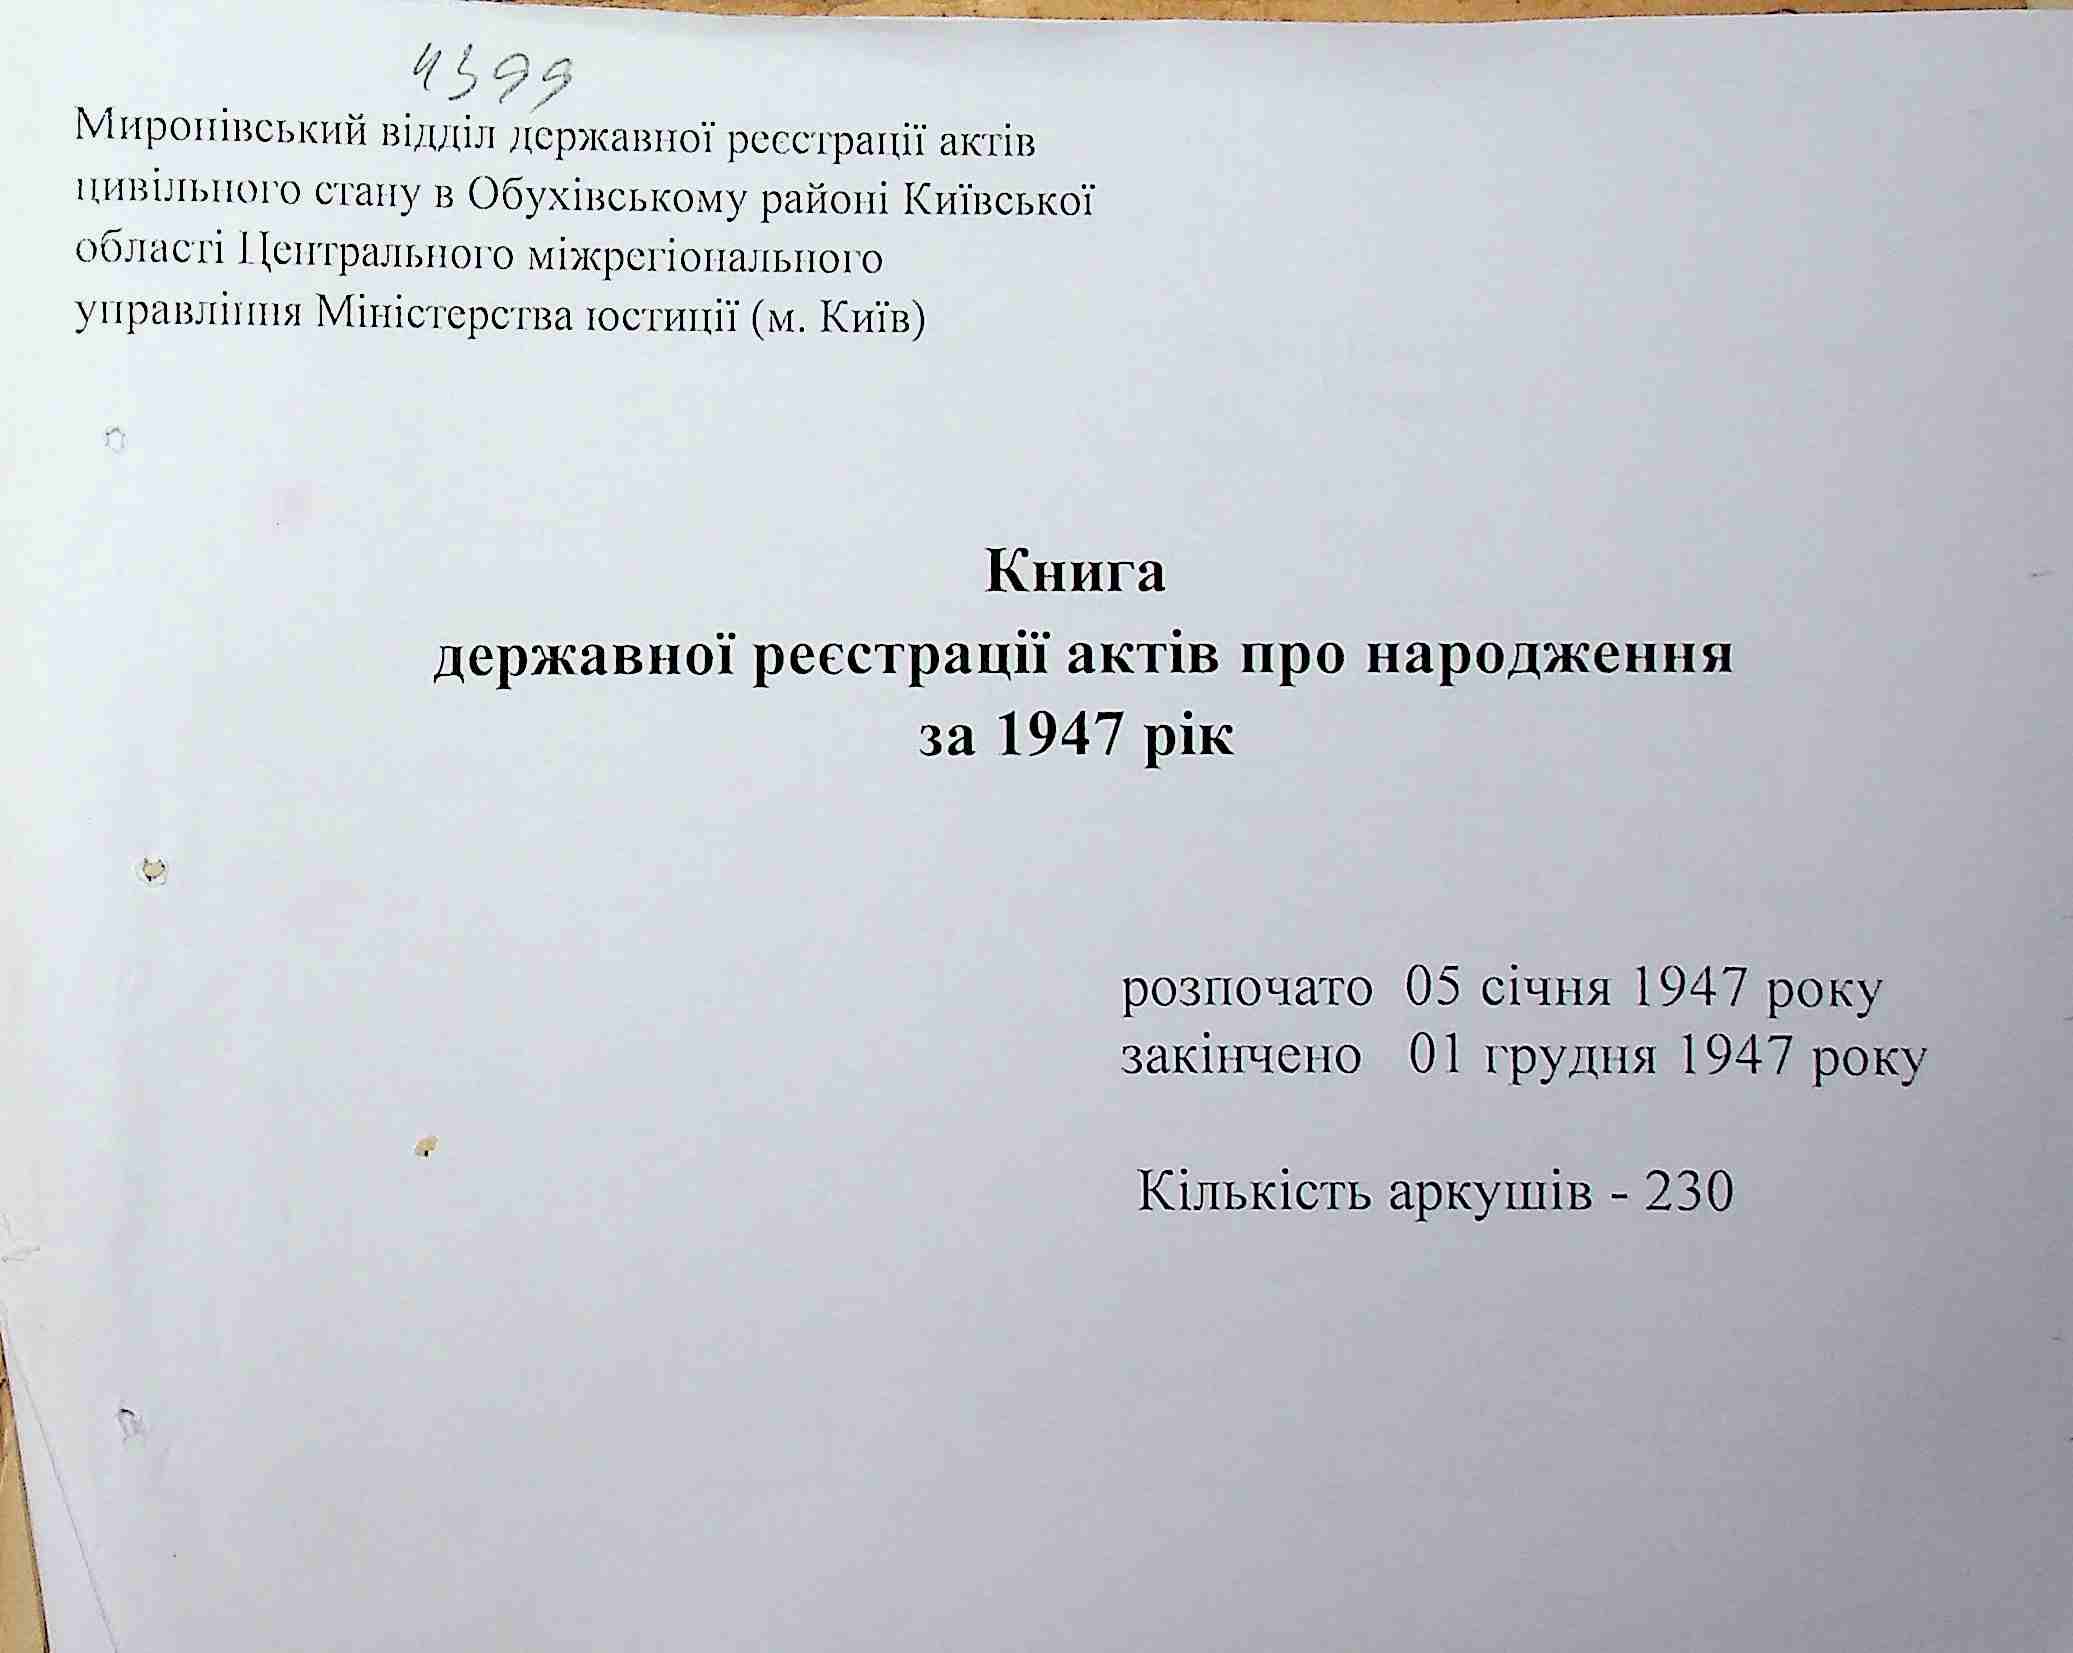 4399
Миронівський відділ державної реєстрації актів
цивільного стану в Обухівському районі Київської
області Центрального міжрегіонального
управління Міністерства юстиції (м. Київ)
Книга
державної реєстрації актів про народження
за 1947 рік
розпочато 05 січня 1947 року
закінчено 01 грудня 1947 року
Кількість аркушів - 230